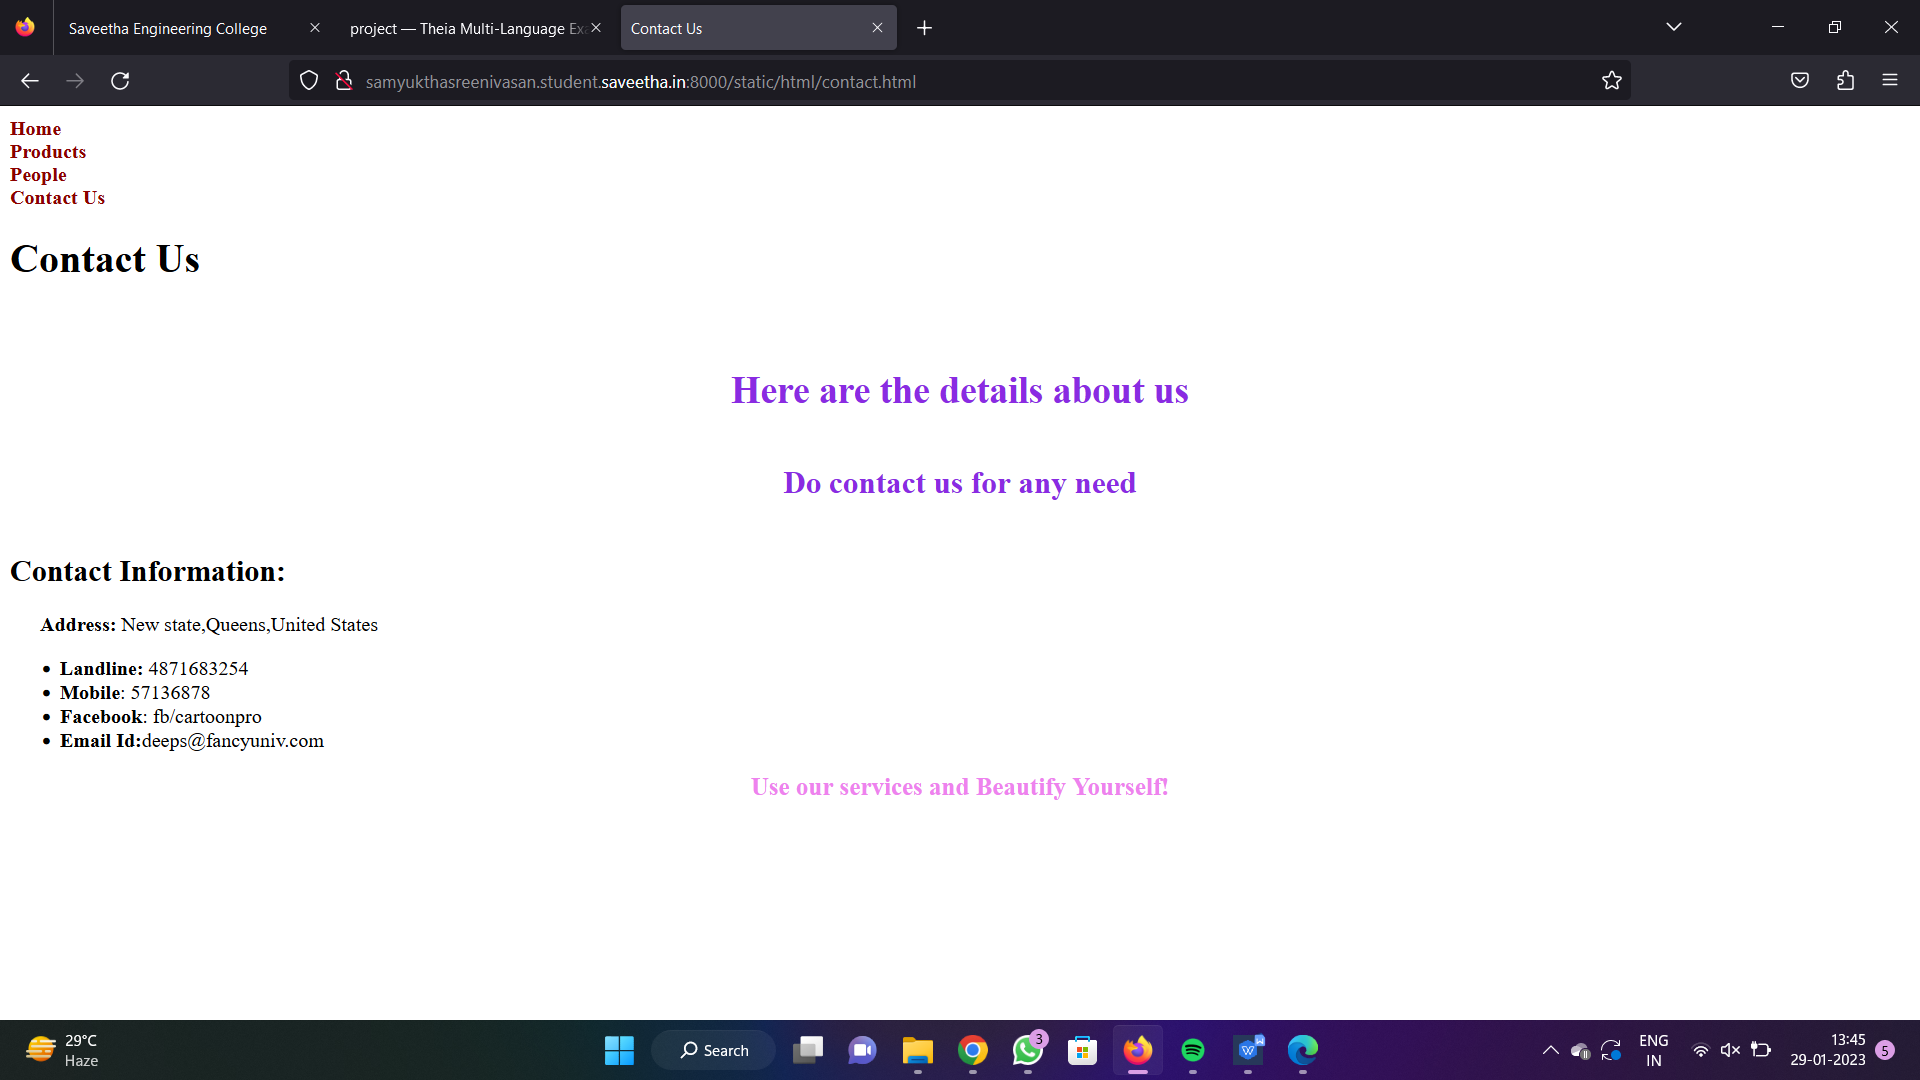 Saveetha Engineering College
project — Theia Multi-Language Exa
Contact Us
samyukthasreenivasan.student.saveetha.in:8000/static/html/contact.html
Home
Products
People
Contact Us
Contact Us
Here are the details about us
Do contact us for any need
Contact Information:
Address: New state,Queens,United States
Landline: 4871683254
Mobile: 57136878
Facebook: fb/cartoonpro
Email Id:deeps@fancyuniv.com
Use our services and Beautify Yourself!
29°C
Haze
Search
3
W
ENG
IN
13:45
29-01-2023
5